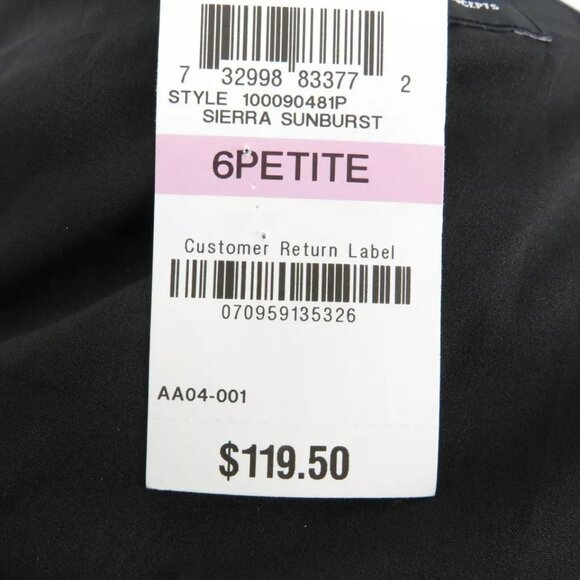 7 32998 83377 2
STYLE 100090481P
SIERRA SUNBURST
6PETITE
Customer Return Label
070959135326
AA04-001
$119.50